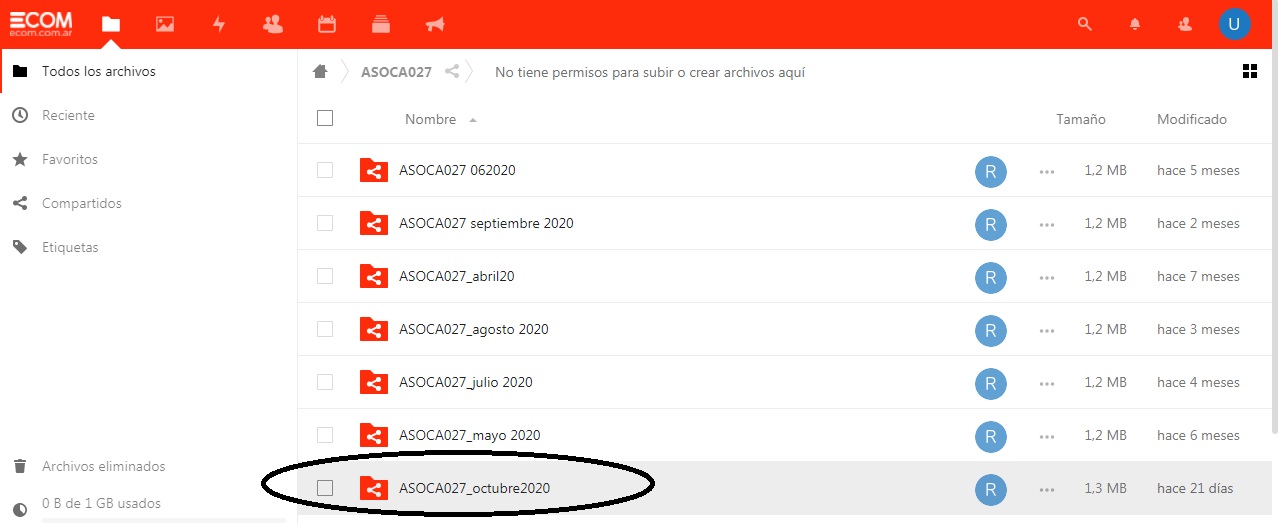 ECOM
ecom.com.ar
U
Todos los archivos
ASOCA027
No tiene permisos para subir o crear archivos aquí
Reciente
Nombre
Tamaño
Modificado
Favoritos
ASOCA027 062020
R
1,2 MB
hace 5 meses
Compartidos
ASOCA027 septiembre 2020
R
1,2 MB
hace 2 meses
Etiquetas
ASOCA027_abril20
R
1,2 MB
hace 7 meses
ASOCA027_agosto 2020
R
1,2 MB
hace 3 meses
ASOCA027_julio 2020
R
1,2 MB
hace 4 meses
ASOCA027_mayo 2020
R
1,2 MB
hace 6 meses
Archivos eliminados
ASOCA027_octubre2020
R
1,3 MB
hace 21 días
0 B de 1 GB usados